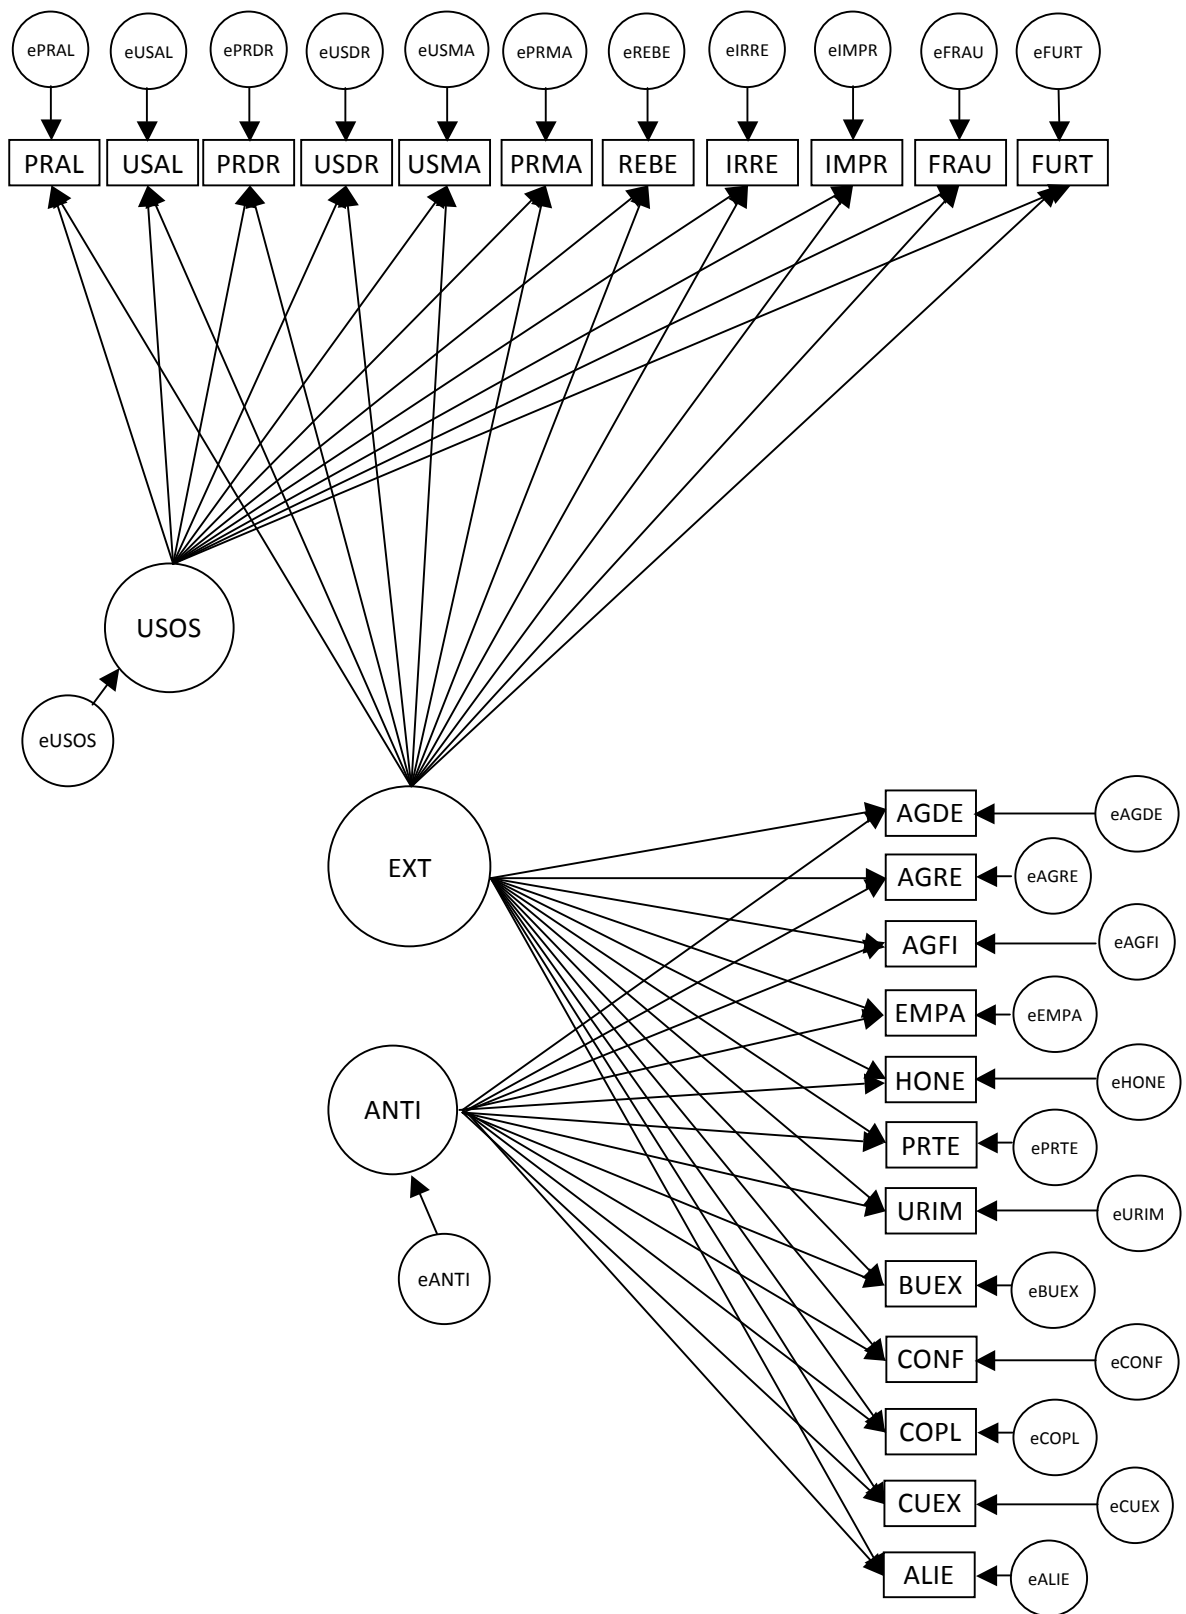 ePRAL eUSAL ePRDR eUSDR eUSMA ePRMA eREBE eIRRE eIMPR eFRAU eFURT
PRAL USAL PRDR USDR USMA PRMA REBE IRRE IMPR FRAU FURT
USOS
eUSOS
EXT
ANTI
eANTI
AGDE eAGDE
AGRE eAGRE
AGFI eAGFI
EMPA eEMPA
HONE eHONE
PRTE ePRTE
URIM eURIM
BUEX eBUEX
CONF eCONF
COPL eCOPL
CUEX eCUEX
ALIE eALIE